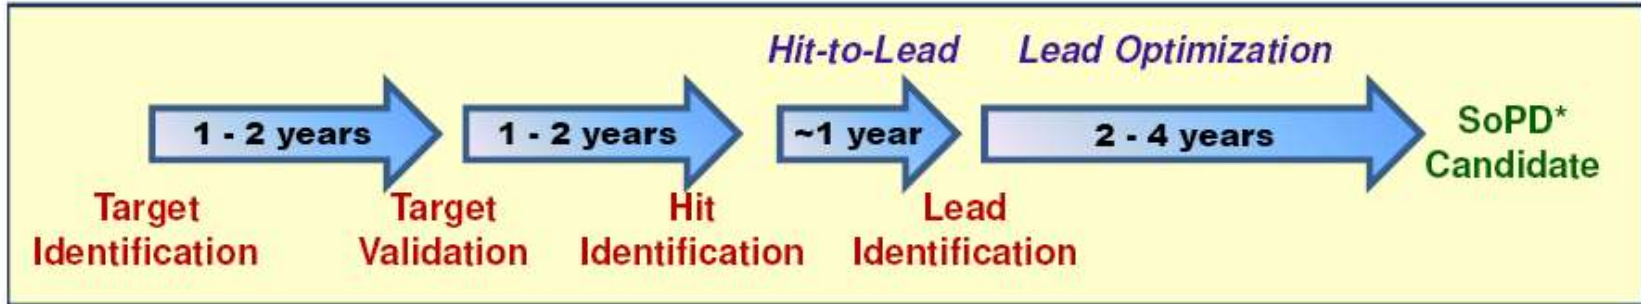 Hit-to-Lead
Lead Optimization
1 - 2 years
1 - 2 years
~1 year
2 - 4 years
SoPD*
Candidate
Target
Identification
Target
Validation
Hit
Identification
Lead
Identification